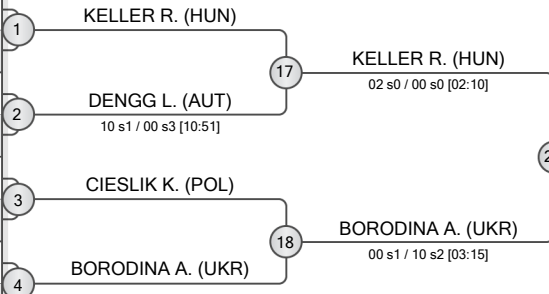 KELLER R. (HUN)
1
17
KELLER R. (HUN)
02 s0 / 00 s0 [02:10]
DENGG L. (AUT)
2
10 s1 / 00 s3 [10:51]
CIESLIK K. (POL)
3
18
BORODINA A. (UKR)
00 s1 / 10 s2 [03:15]
BORODINA A. (UKR)
4